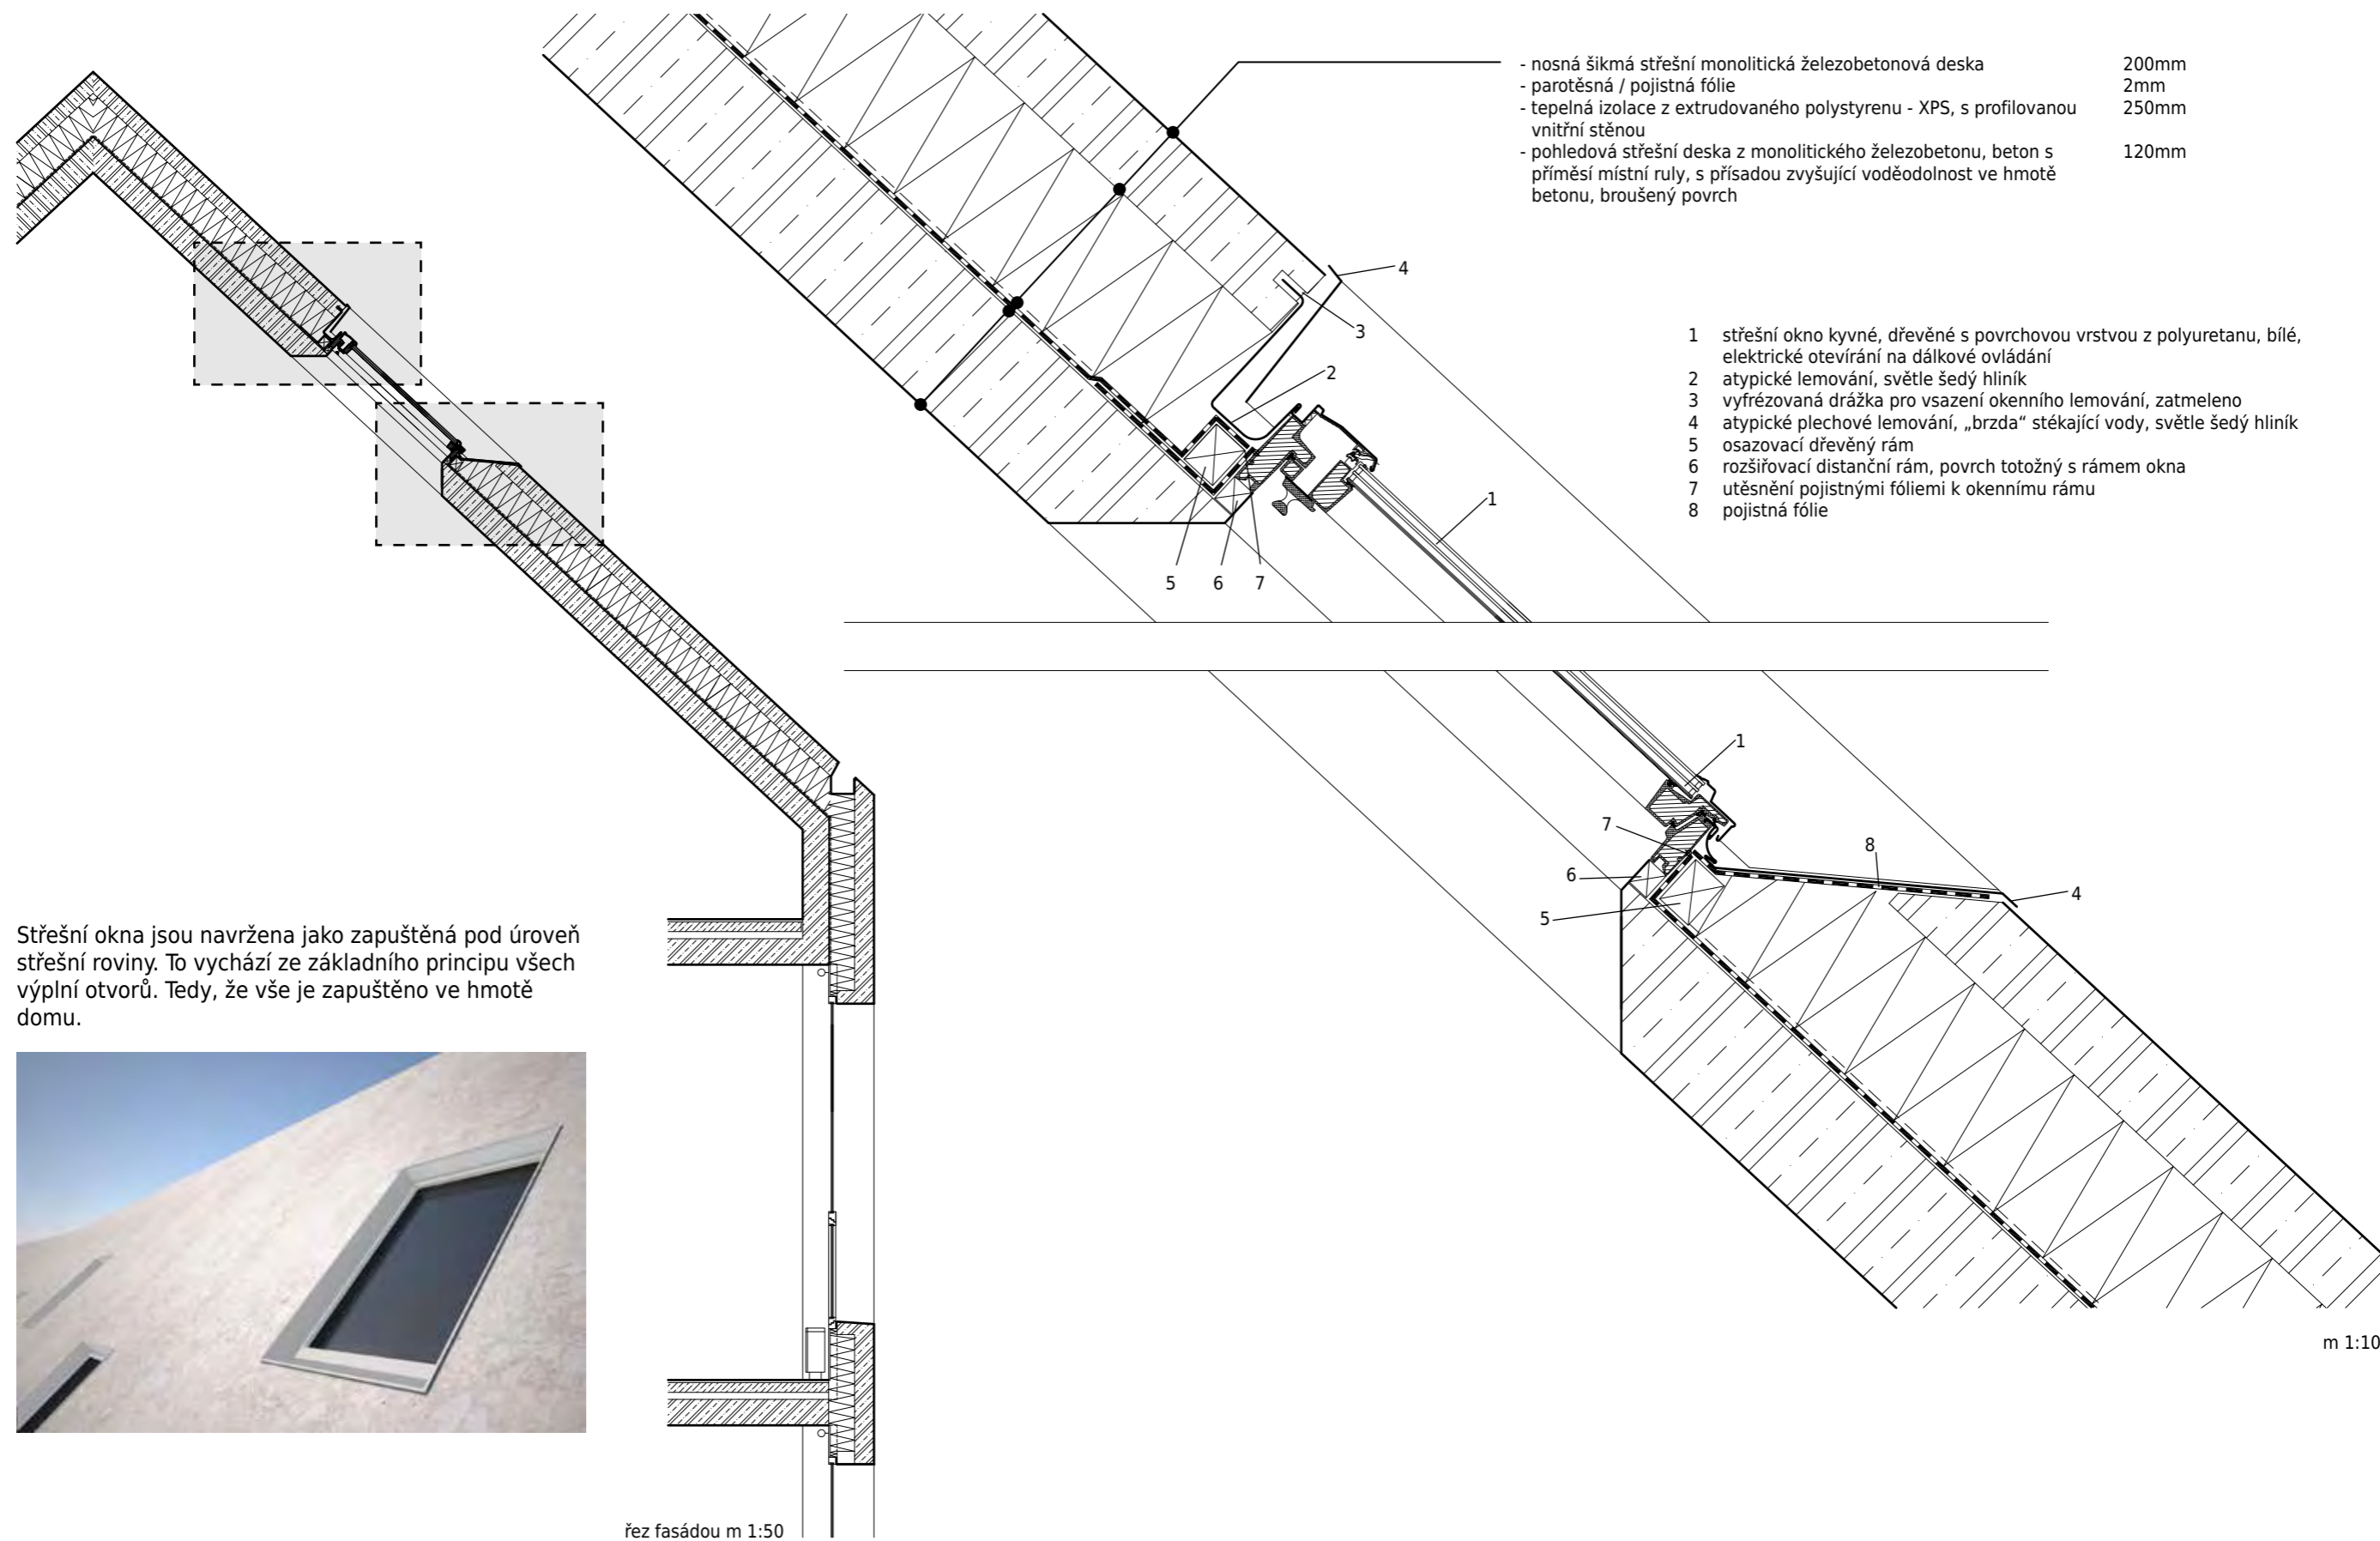 - nosná šikmá střešní monolitická železobetonová deska 200mm
- parotěsná / pojistná fólie 2mm
- tepelná izolace z extrudovaného polystyrenu - XPS, s profilovanou 250mm
vnitřní stěnou
- pohledová střešní deska z monolitického železobetonu, beton s 120mm
příměsí místní ruly, s přísadou zvyšující voděodolnost ve hmotě
betonu, broušený povrch
4
3
2
1
5 6 7
1 střešní okno kyvné, dřevěné s povrchovou vrstvou z polyuretanu, bílé,
elektrické otevírání na dálkové ovládání
2 atypické lemování, světle šedý hliník
3 vyfrézovaná drážka pro vsazení okenního lemování, zatmeleno
4 atypické plechové lemování, „brzda“ stékající vody, světle šedý hliník
5 osazovací dřevěný rám
6 rozšiřovací distanční rám, povrch totožný s rámem okna
7 utěsnění pojistnými fóliemi k okennímu rámu
8 pojistná fólie
1
7
8
6
4
5
Střešní okna jsou navržena jako zapuštěná pod úroveň
střešní roviny. To vychází ze základního principu všech
výplní otvorů. Tedy, že vše je zapuštěno ve hmotě
domu.
m 1:10
řez fasádou m 1:50